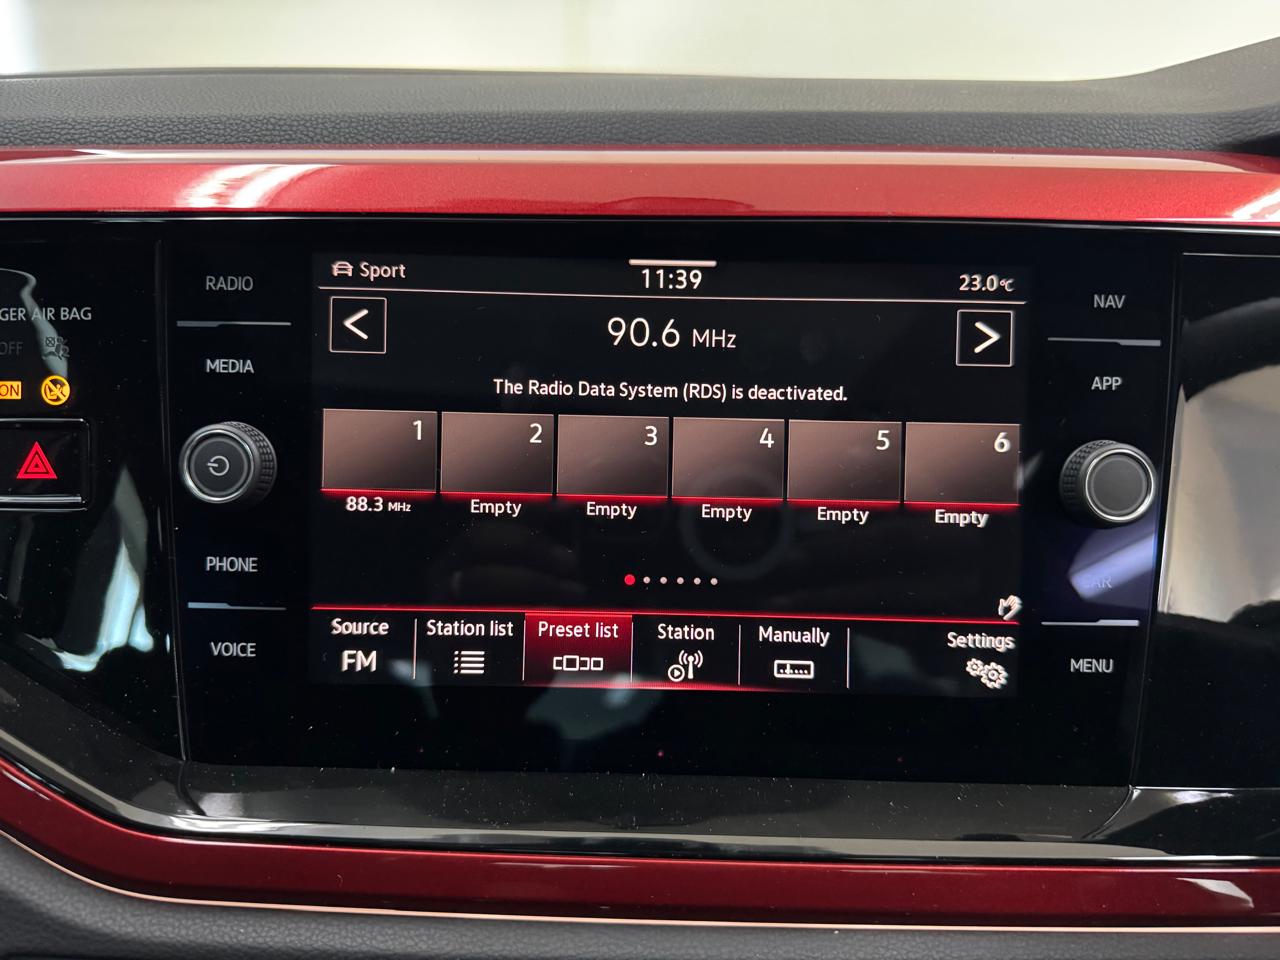 RADIO
MEDIA
PHONE
VOICE
GER AIR BAG
OFF
ON
Sport
11:39
23.0°C
<
90.6 MHz
>
The Radio Data System (RDS) is deactivated.
1
2
3
4
5
6
88.3 MHz
Empty
Empty
Empty
Empty
Empty
Source
FM
Station list
Preset list
Station
Manually
Settings
NAV
APP
MENU